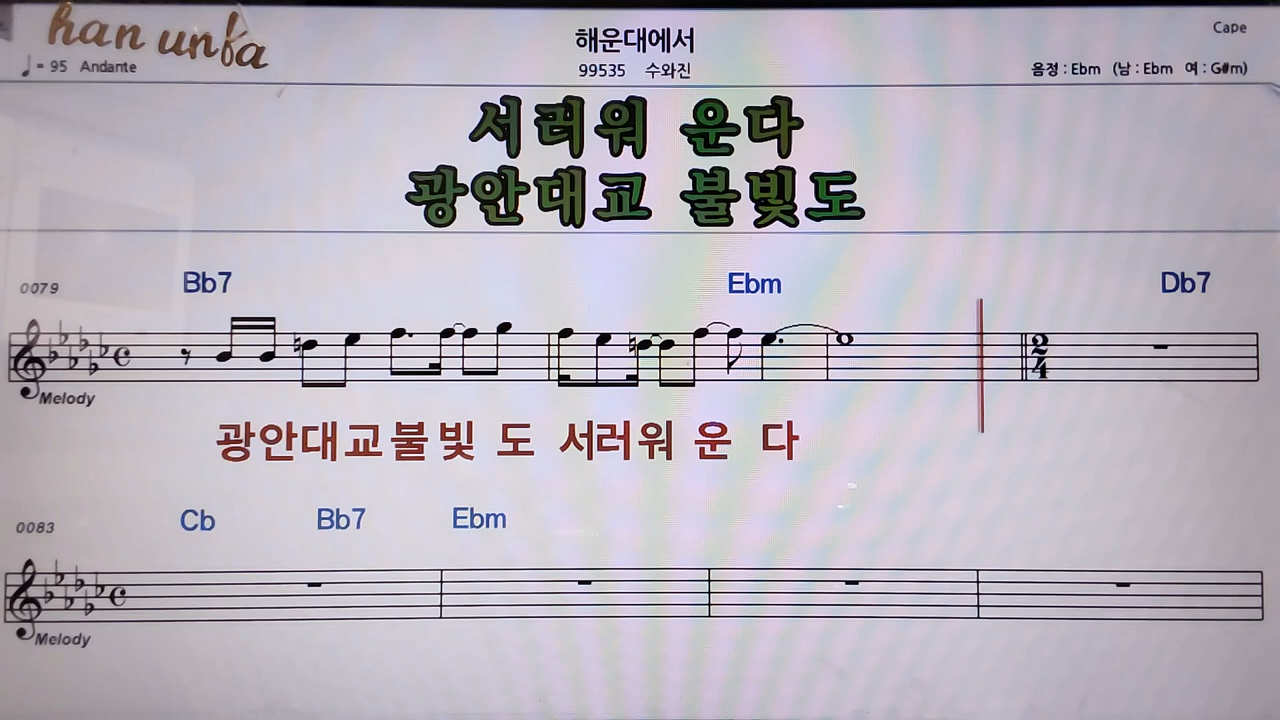 han unfa
해운대에서
Cape
♩ = 95 Andante
99535 수와진
음정 : Ebm (남 : Ebm 여 : G#m)
서러워 운다
광안대교 불빛도
0079 Bb7 Ebm Db7
2
4
Melody
광안대교불빛 도 서러워 운 다
0083 Cb Bb7 Ebm
Melody